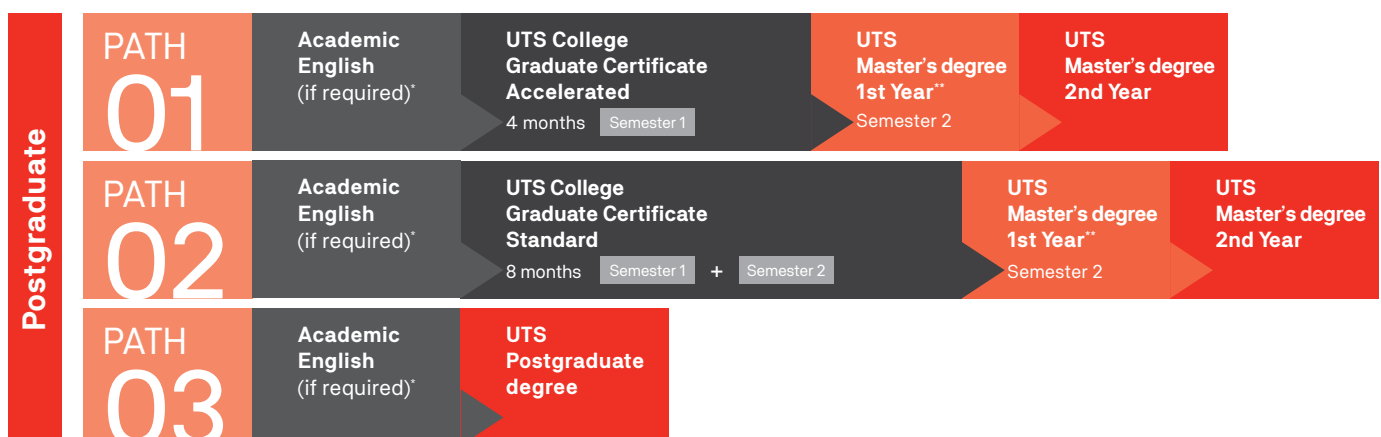 Postgraduate
PATH
01
Academic
English
(if required)*
UTS College
Graduate Certificate
Accelerated
4 months Semester 1
UTS
Master's degree
1st Year**
Semester 2
UTS
Master's degree
2nd Year
PATH
02
Academic
English
(if required)*
UTS College
Graduate Certificate
Standard
8 months Semester 1 + Semester 2
UTS
Master's degree
1st Year**
Semester 2
UTS
Master's degree
2nd Year
PATH
03
Academic
English
(if required)*
UTS
Postgraduate
degree